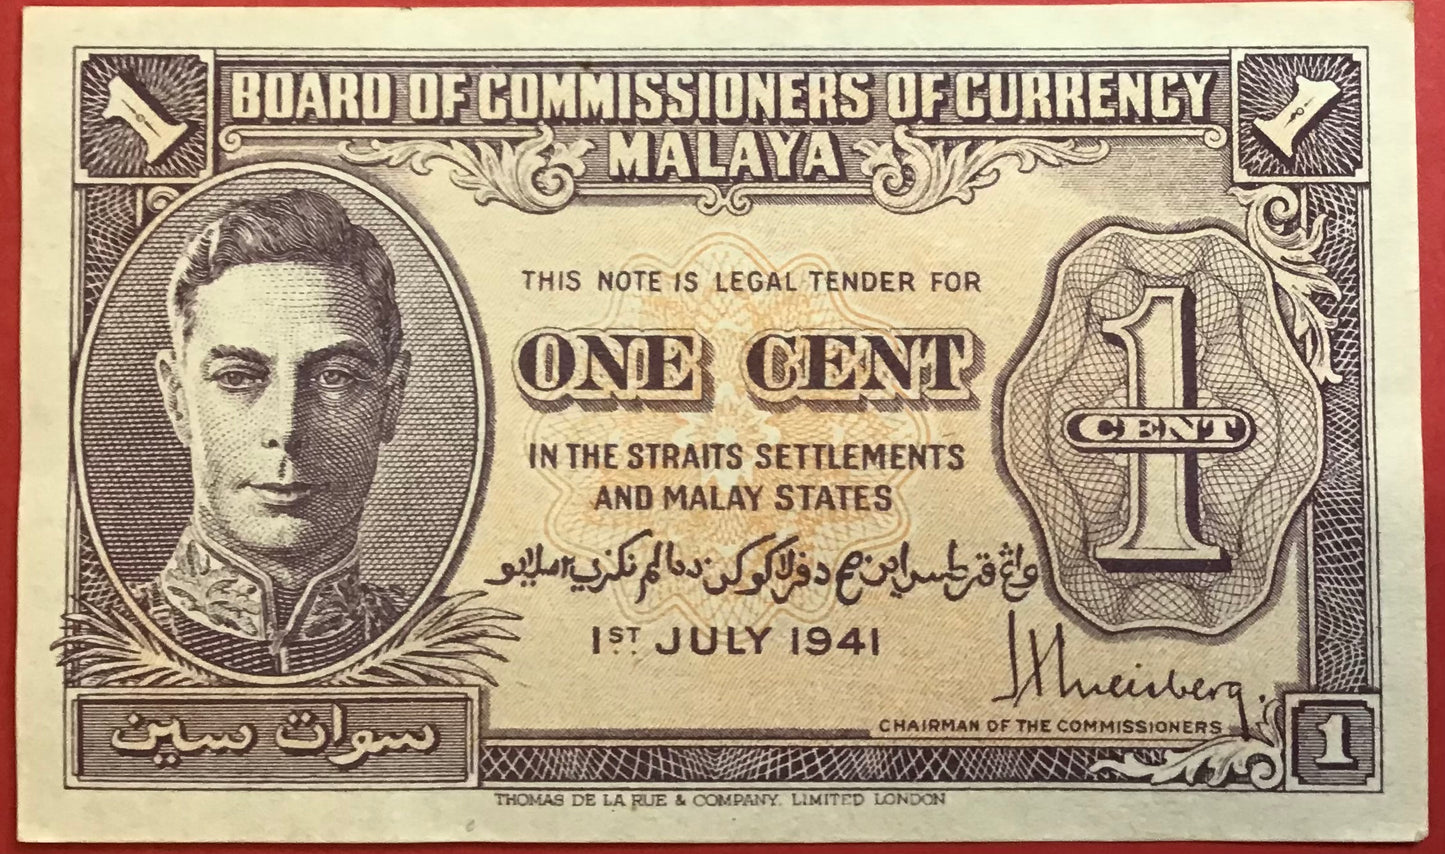 1
BOARD OF COMMISSIONERS OF CURRENCY
1
MALAYA
THIS NOTE IS LEGAL TENDER FOR
ONE CENT
IN THE STRAITS SETTLEMENTS
AND MALAY STATES
1
CENT
1ST JULY 1941
CHAIRMAN OF THE COMMISSIONERS
سوات سين
1
THOMAS DE LA RUE & COMPANY, LIMITED LONDON